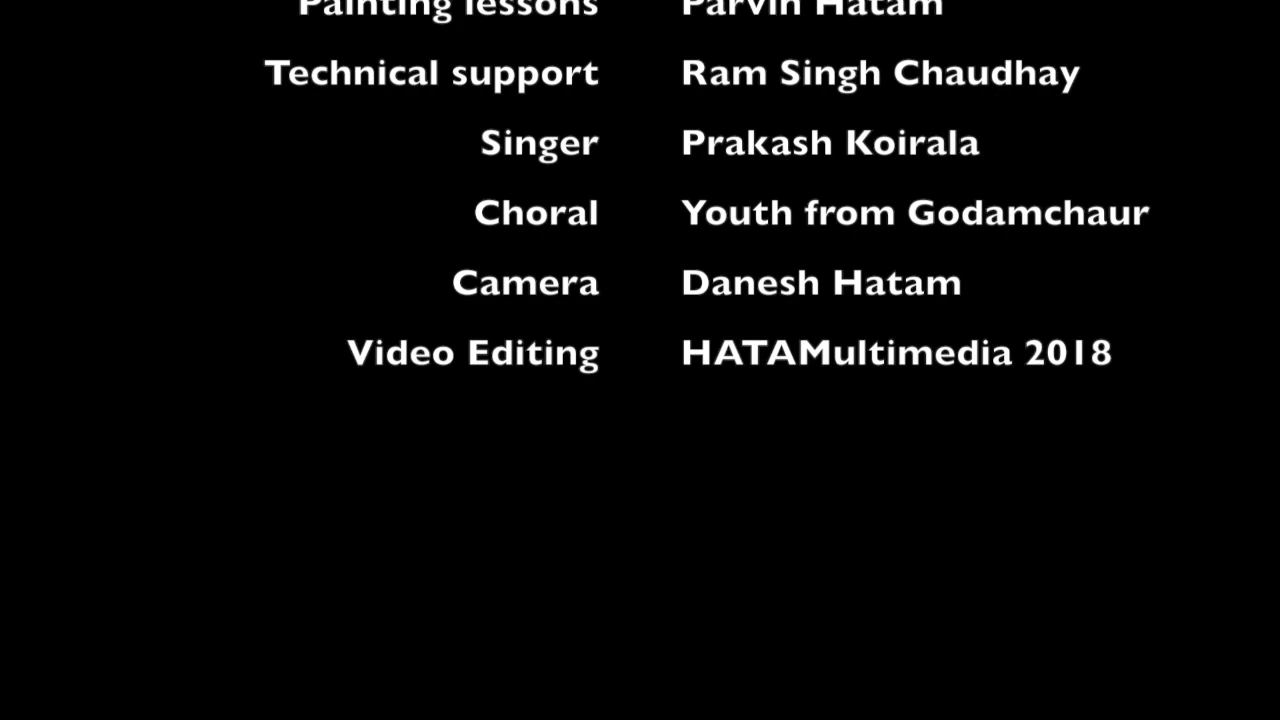 Painting lessons Parvin Hatam
Technical support Ram Singh Chaudhay
Singer Prakash Koirala
Choral Youth from Godamchaur
Camera Danesh Hatam
Video Editing HATAMultimedia 2018